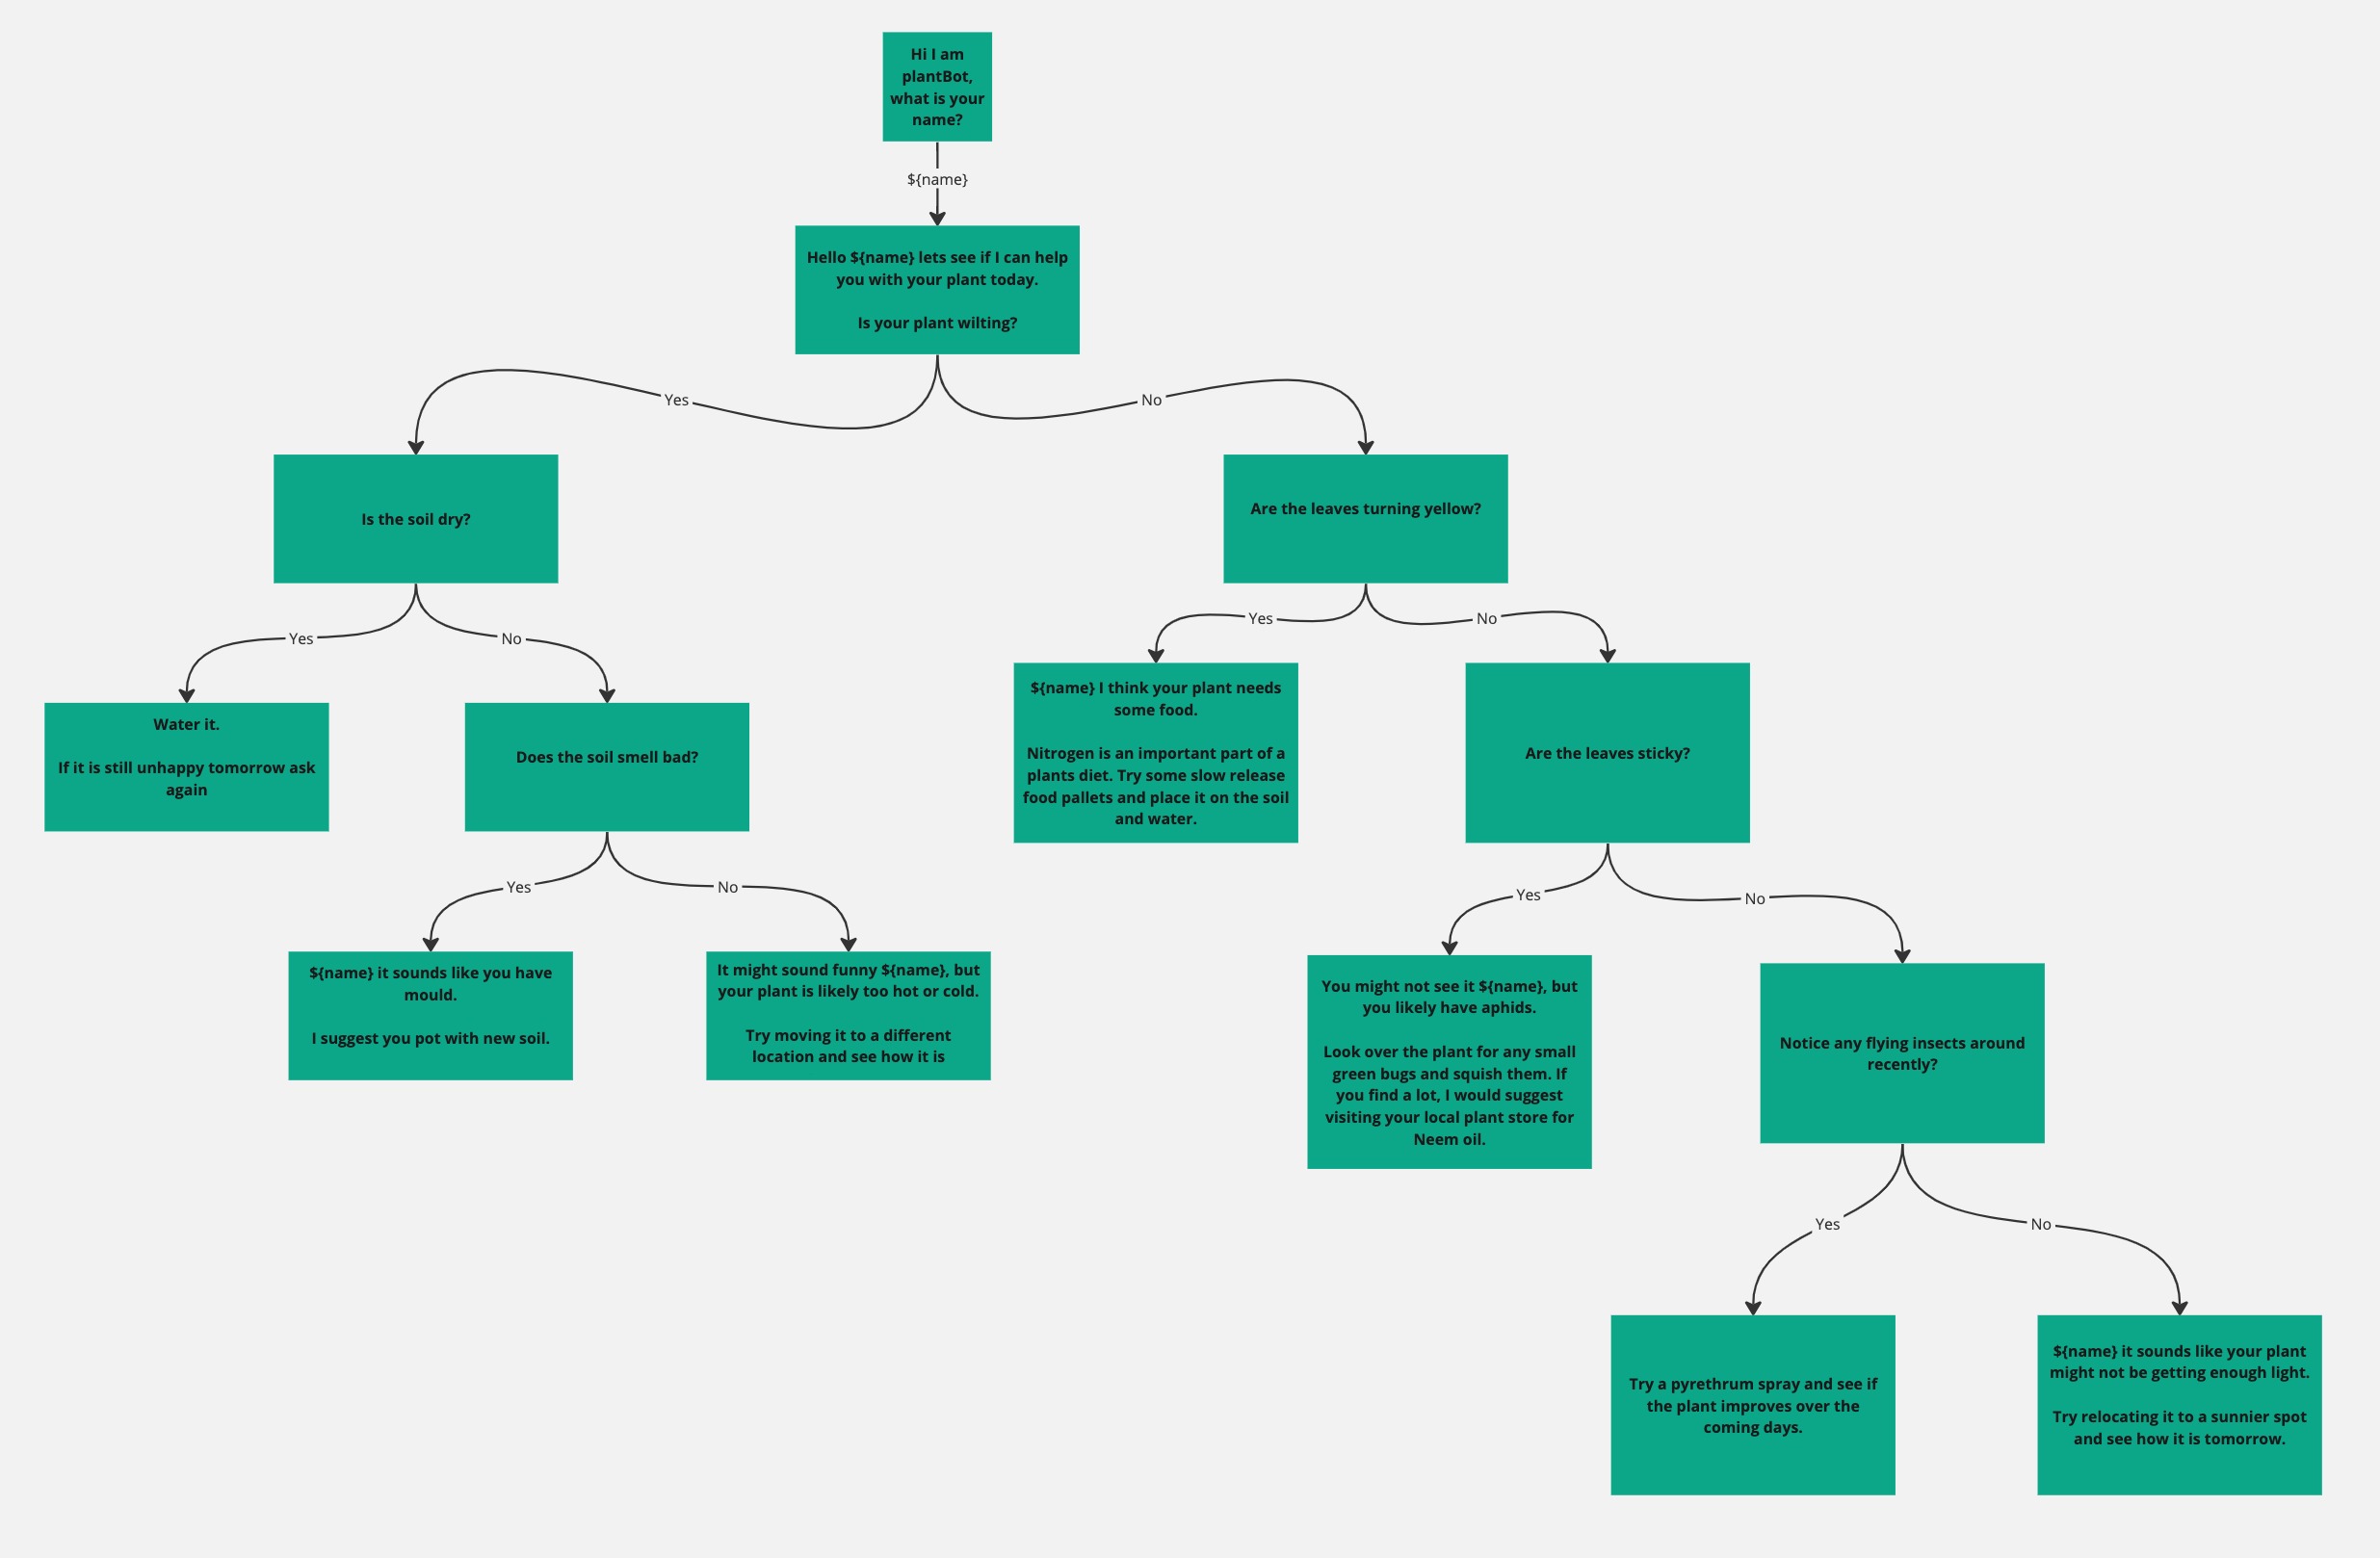 Hi I am
plantBot,
what is your
name?
${name}
Hello ${name} lets see if I can help
you with your plant today.
Is your plant wilting?
Yes
No
Is the soil dry?
Are the leaves turning yellow?
Yes
No
Yes
No
Water it.
If it is still unhappy tomorrow ask
again
Does the soil smell bad?
${name} I think your plant needs
some food.
Nitrogen is an important part of a
plants diet. Try some slow release
food pallets and place it on the soil
and water.
Are the leaves sticky?
Yes
No
Yes
No
${name} it sounds like you have
mould.
I suggest you pot with new soil.
It might sound funny ${name}, but
your plant is likely too hot or cold.
Try moving it to a different
location and see how it is
You might not see it ${name}, but
you likely have aphids.
Look over the plant for any small
green bugs and squish them. If
you find a lot, I would suggest
visiting your local plant store for
Neem oil.
Notice any flying insects around
recently?
Yes
No
Try a pyrethrum spray and see if
the plant improves over the
coming days.
${name} it sounds like your plant
might not be getting enough light.
Try relocating it to a sunnier spot
and see how it is tomorrow.